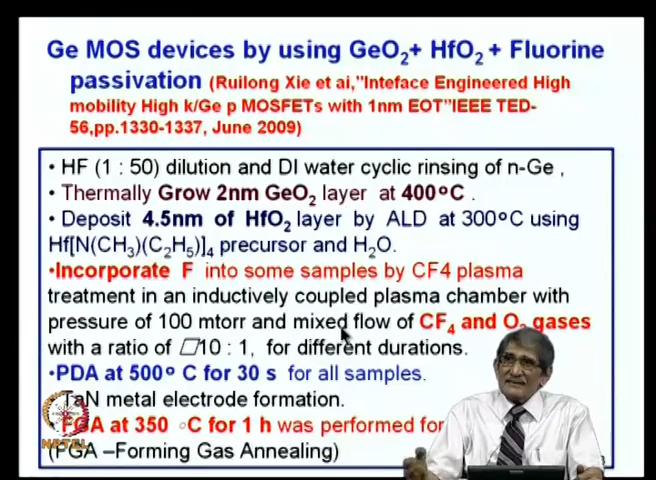 Ge MOS devices by using GeO₂+ HfO₂ + Fluorine
passivation (Ruilong Xie et ai,"Inteface Engineered High
mobility High k/Ge p MOSFETs with 1nm EOT"IEEE TED-
56,pp.1330-1337, June 2009)
• HF (1 : 50) dilution and DI water cyclic rinsing of n-Ge ,
• Thermally Grow 2nm GeO₂ layer at 400ºC .
• Deposit 4.5nm of HfO₂ layer by ALD at 300ºC using
Hf[N(CH₃)(C₂H₅)]₄ precursor and H₂O.
•Incorporate F into some samples by CF4 plasma
treatment in an inductively coupled plasma chamber with
pressure of 100 mtorr and mixed flow of CF₄ and O₂ gases
with a ratio of □10 : 1, for different durations.
•PDA at 500º C for 30 s for all samples.
TaN metal electrode formation.
FGA at 350 ◦C for 1 h was performed for
NPTEL
(FGA –Forming Gas Annealing)